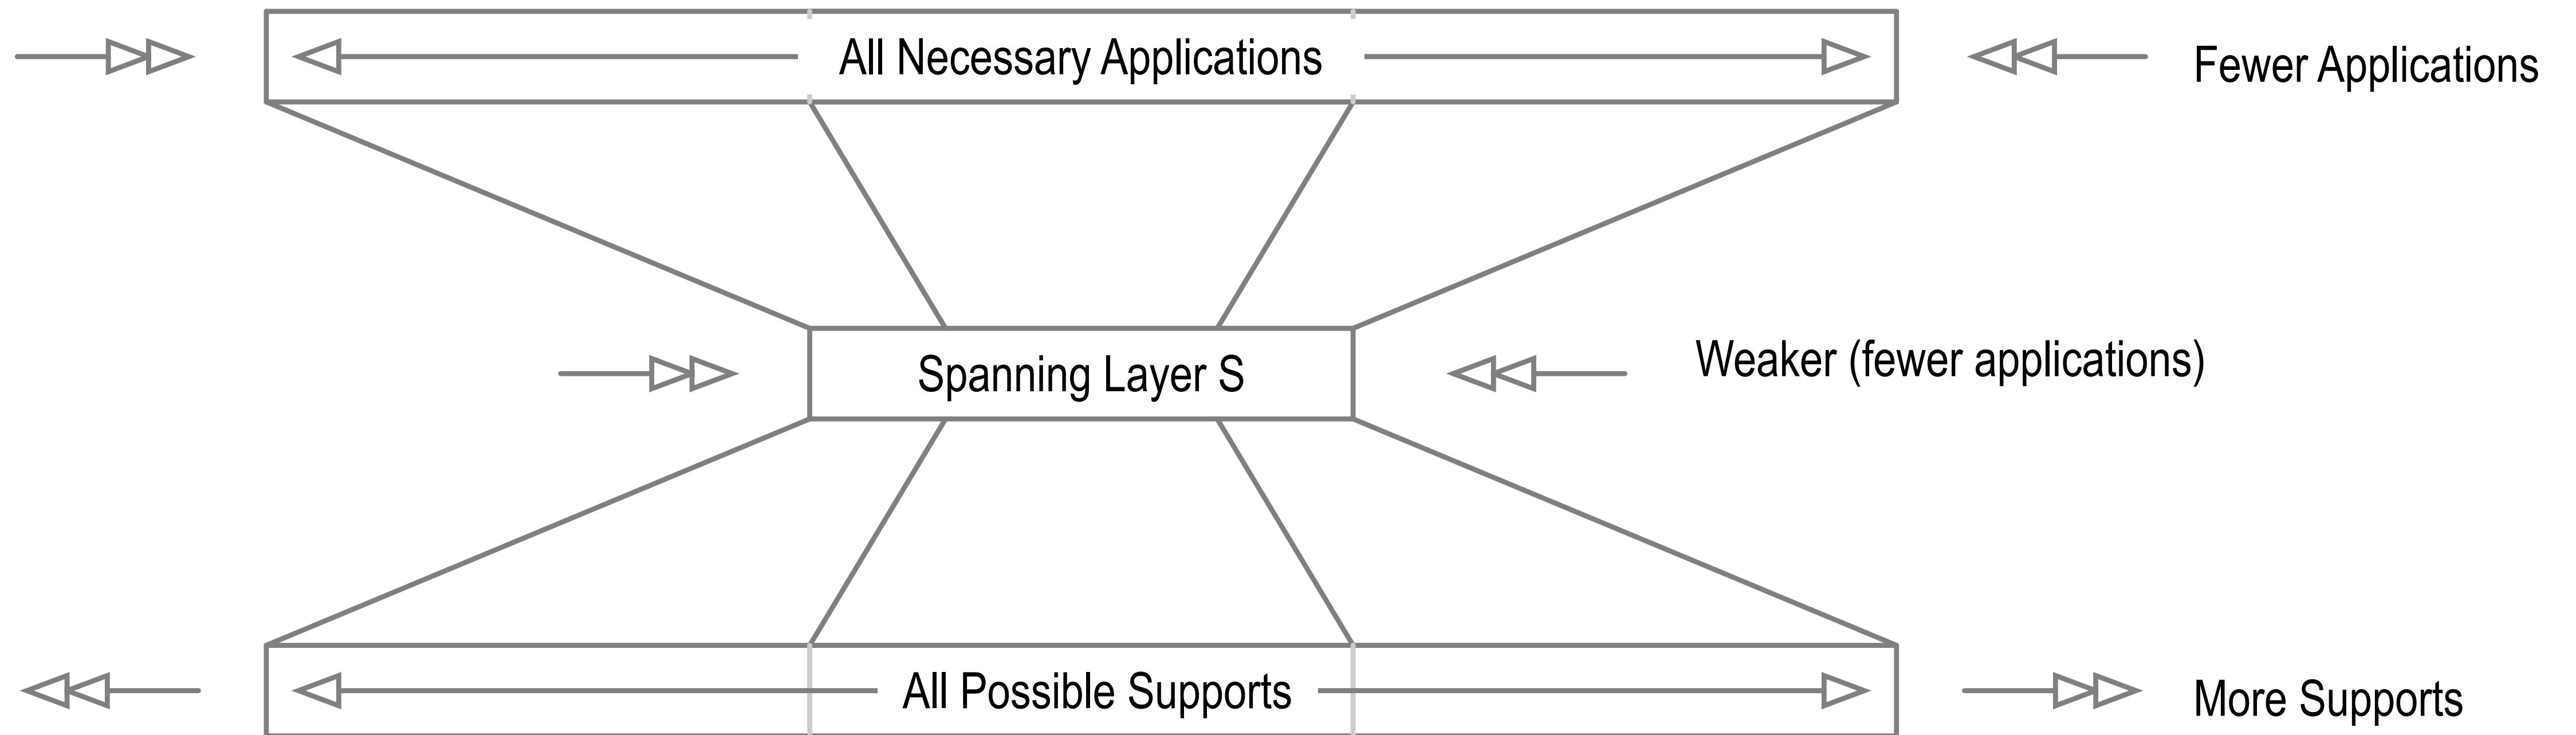 All Necessary Applications
Fewer Applications
Spanning Layer S
Weaker (fewer applications)
All Possible Supports
More Supports